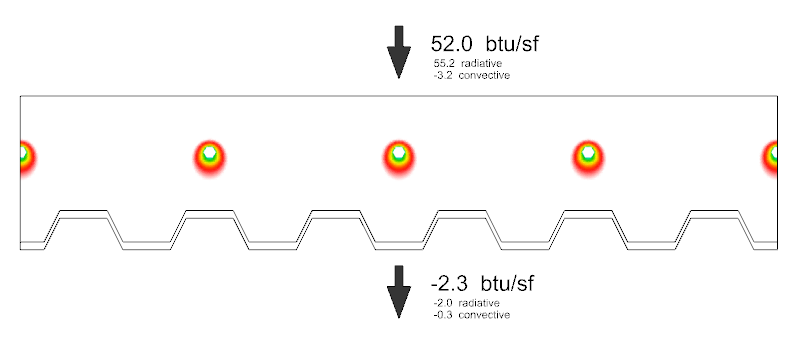 52.0 btu/sf
55.2 radiative
-3.2 convective
-2.3 btu/sf
-2.0 radiative
-0.3 convective